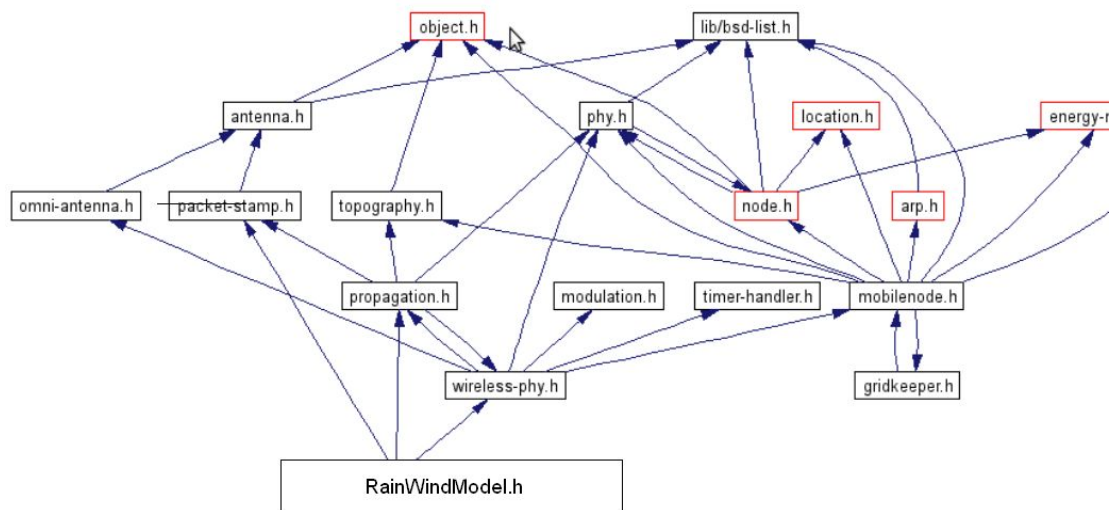 object.h
lib/bsd-list.h
antenna.h
phy.h
location.h
energy-
omni-antenna.h
packet-stamp.h
topography.h
node.h
arp.h
propagation.h
modulation.h
timer-handler.h
mobilenode.h
wireless-phy.h
gridkeeper.h
RainWindModel.h